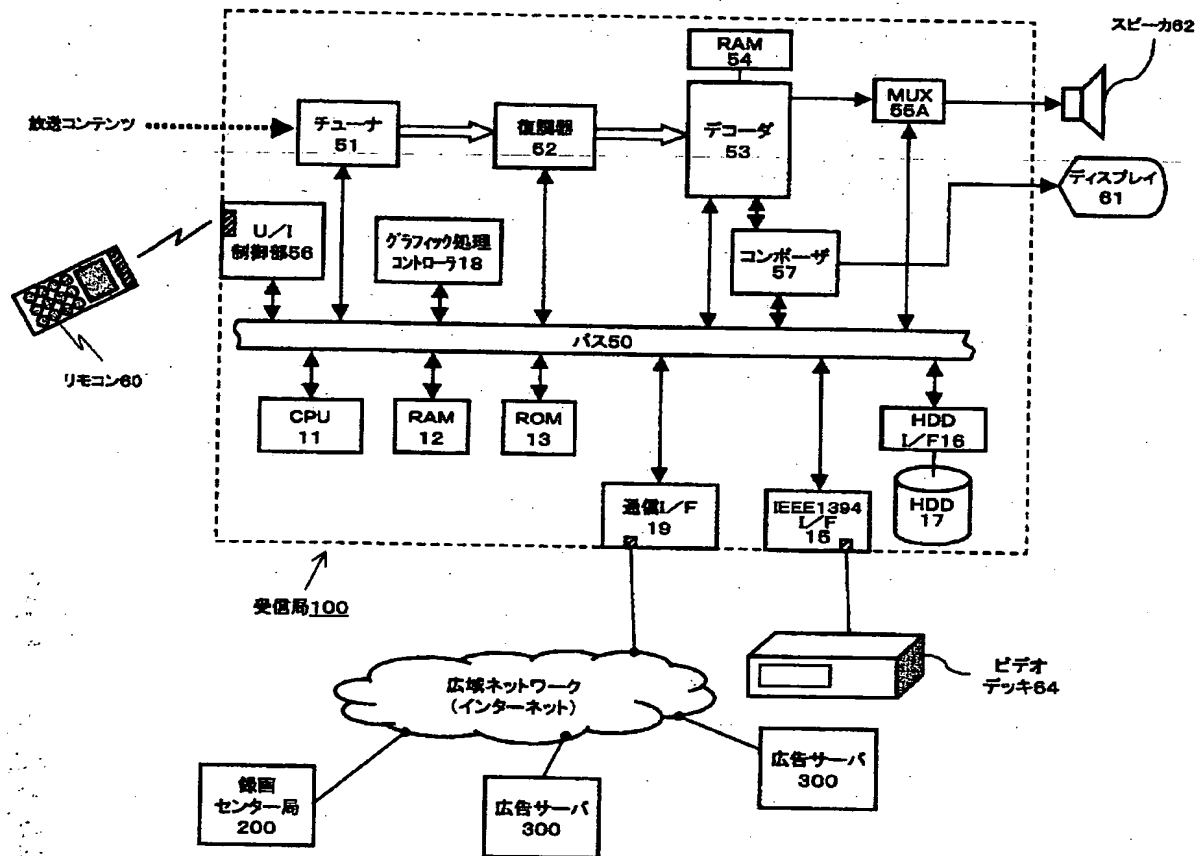 スピーカ62
RAM
54
MUX
55A
放送コンテンツ
チューナ
51
復調器
52
デコーダ
53
ディスプレイ
61
U/I
制御部56
グラフィック処理
コントローラ18
コンポーザ
57
バス50
リモコン60
CPU
11
RAM
12
ROM
13
HDD
I/F16
HDD
17
通信I/F
19
IEEE1394
I/F
15
受信局100
広域ネットワーク
(インターネット)
ビデオ
デッキ64
録画
センター局
200
広告サーバ
300
広告サーバ
300